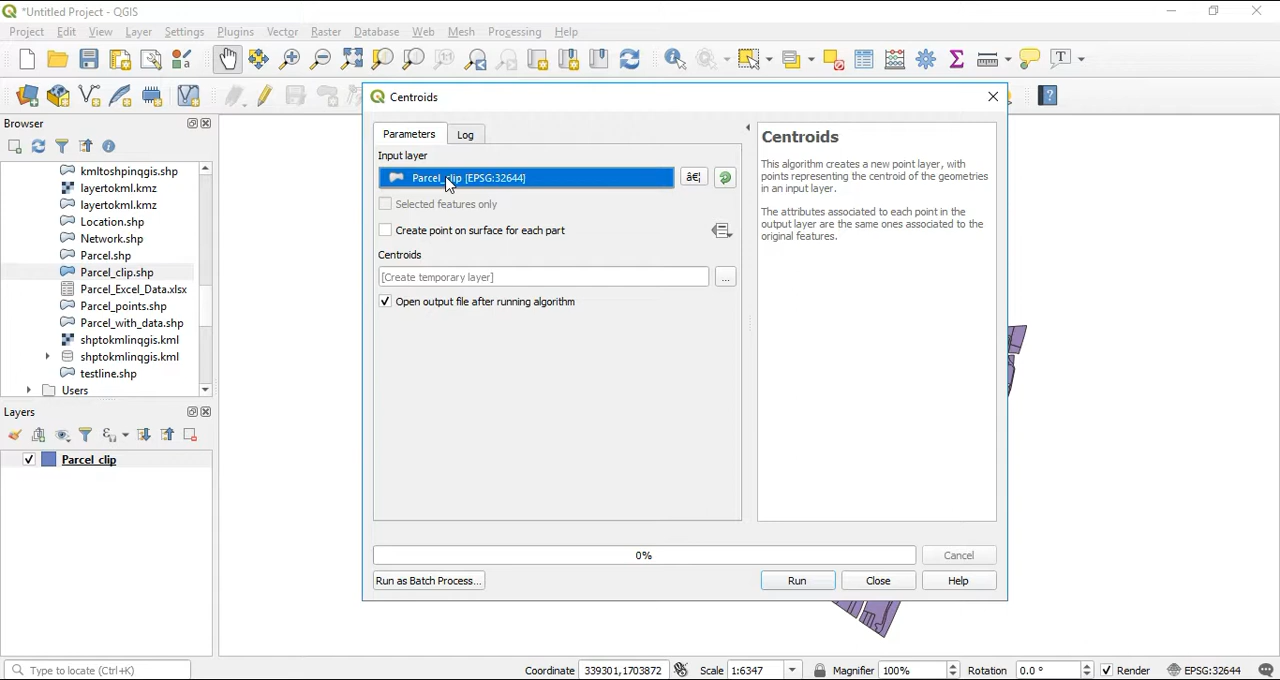 *Untitled Project - QGIS
Project Edit View Layer Settings Plugins Vector Raster Database Web Mesh Processing Help
Browser
kmltoshpinqgis.shp
layertokml.kmz
layertokml.kmz
Location.shp
Network.shp
Parcel.shp
Parcel_clip.shp
Parcel_Excel_Data.xlsx
Parcel_points.shp
Parcel_with_data.shp
shptokmlinqgis.kml
shptokmlinqgis.kml
testline.shp
Users
Layers
Parcel_clip
Centroids
Parameters Log
Input layer
Parcel_clip [EPSG:32644]
â€¦
Selected features only
Create point on surface for each part
Centroids
[Create temporary layer]
...
Open output file after running algorithm
Centroids
This algorithm creates a new point layer, with
points representing the centroid of the geometries
in an input layer.
The attributes associated to each point in the
output layer are the same ones associated to the
original features.
0%
Cancel
Run as Batch Process...
Run
Close
Help
Type to locate (Ctrl+K)
Coordinate 339301,1703872
Scale 1:6347
Magnifier 100%
Rotation 0.0 °
Render
EPSG:32644